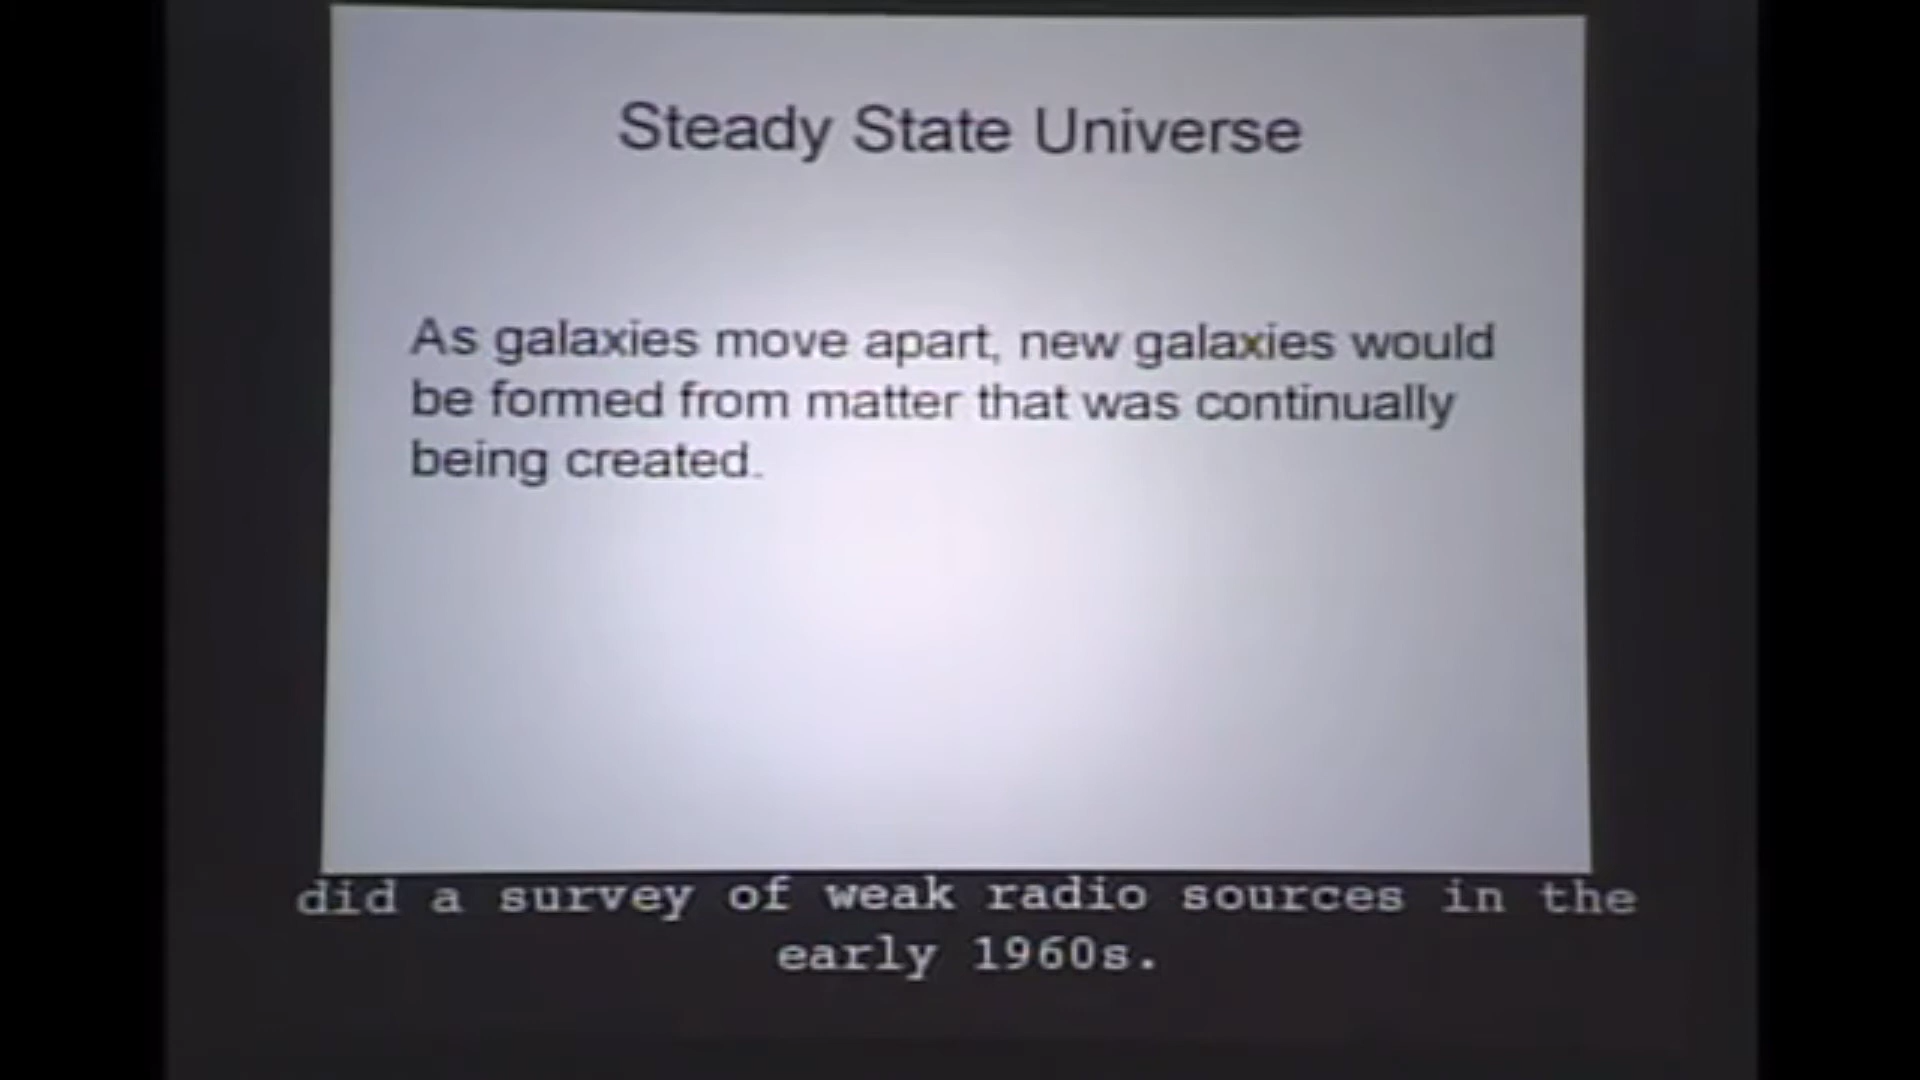 Steady State Universe
As galaxies move apart, new galaxies would
be formed from matter that was continually
being created.
did a survey of weak radio sources in the
early 1960s.